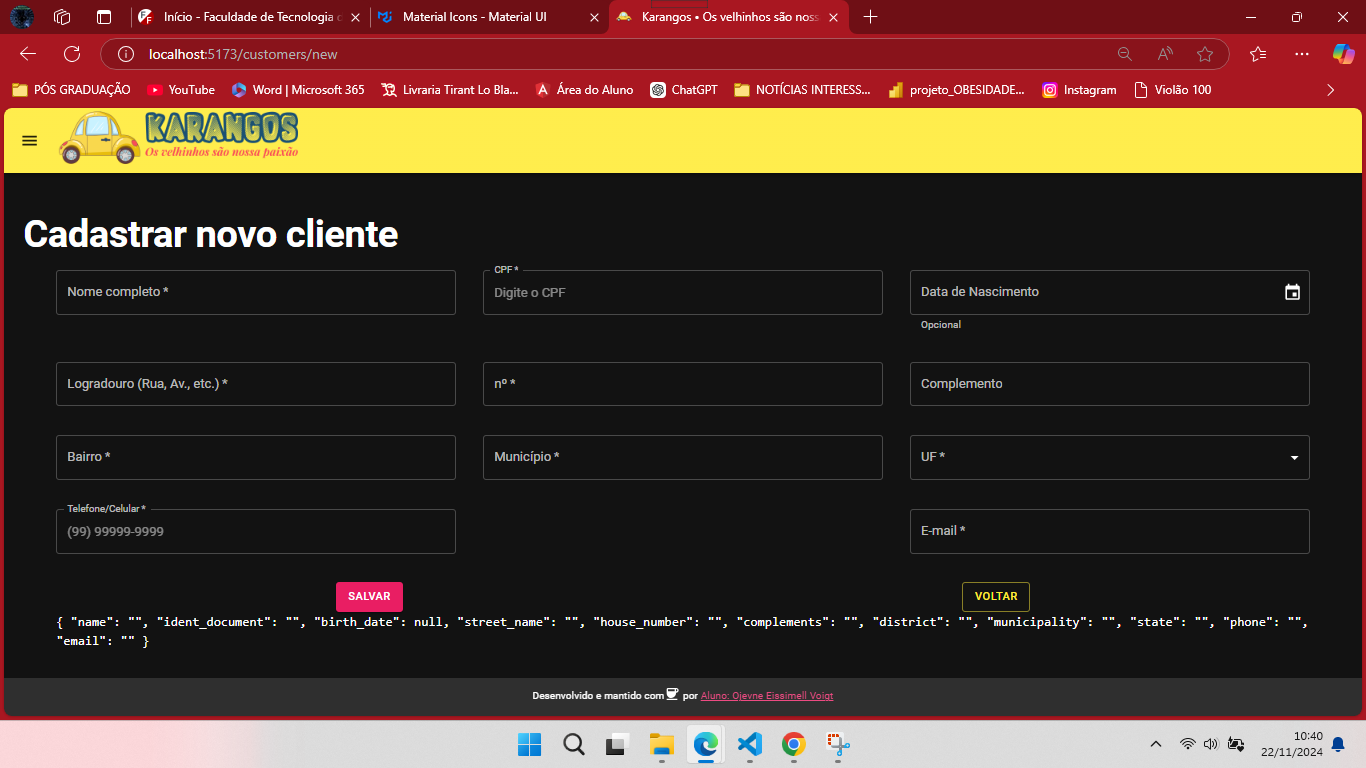 Início - Faculdade de Tecnologia d
Material Icons - Material UI
Karangos • Os velhinhos são noss
localhost:5173/customers/new
PÓS GRADUAÇÃO
YouTube
Word | Microsoft 365
Livraria Tirant Lo Bla...
Área do Aluno
ChatGPT
NOTÍCIAS INTERESS...
projeto_OBESIDADE...
Instagram
Violão 100
KARANGOS
Os velhinhos são nossa paixão
Cadastrar novo cliente
Nome completo *
CPF *
Digite o CPF
Data de Nascimento
Opcional
Logradouro (Rua, Av., etc.) *
nº *
Complemento
Bairro *
Município *
UF *
Telefone/Celular *
(99) 99999-9999
E-mail *
SALVAR
VOLTAR
{ "name": "", "ident_document": "", "birth_date": null, "street_name": "", "house_number": "", "complements": "", "district": "", "municipality": "", "state": "", "phone": "",
"email": "" }
Desenvolvido e mantido com por Aluno: Ojevne Eissimell Voigt
10:40
22/11/2024